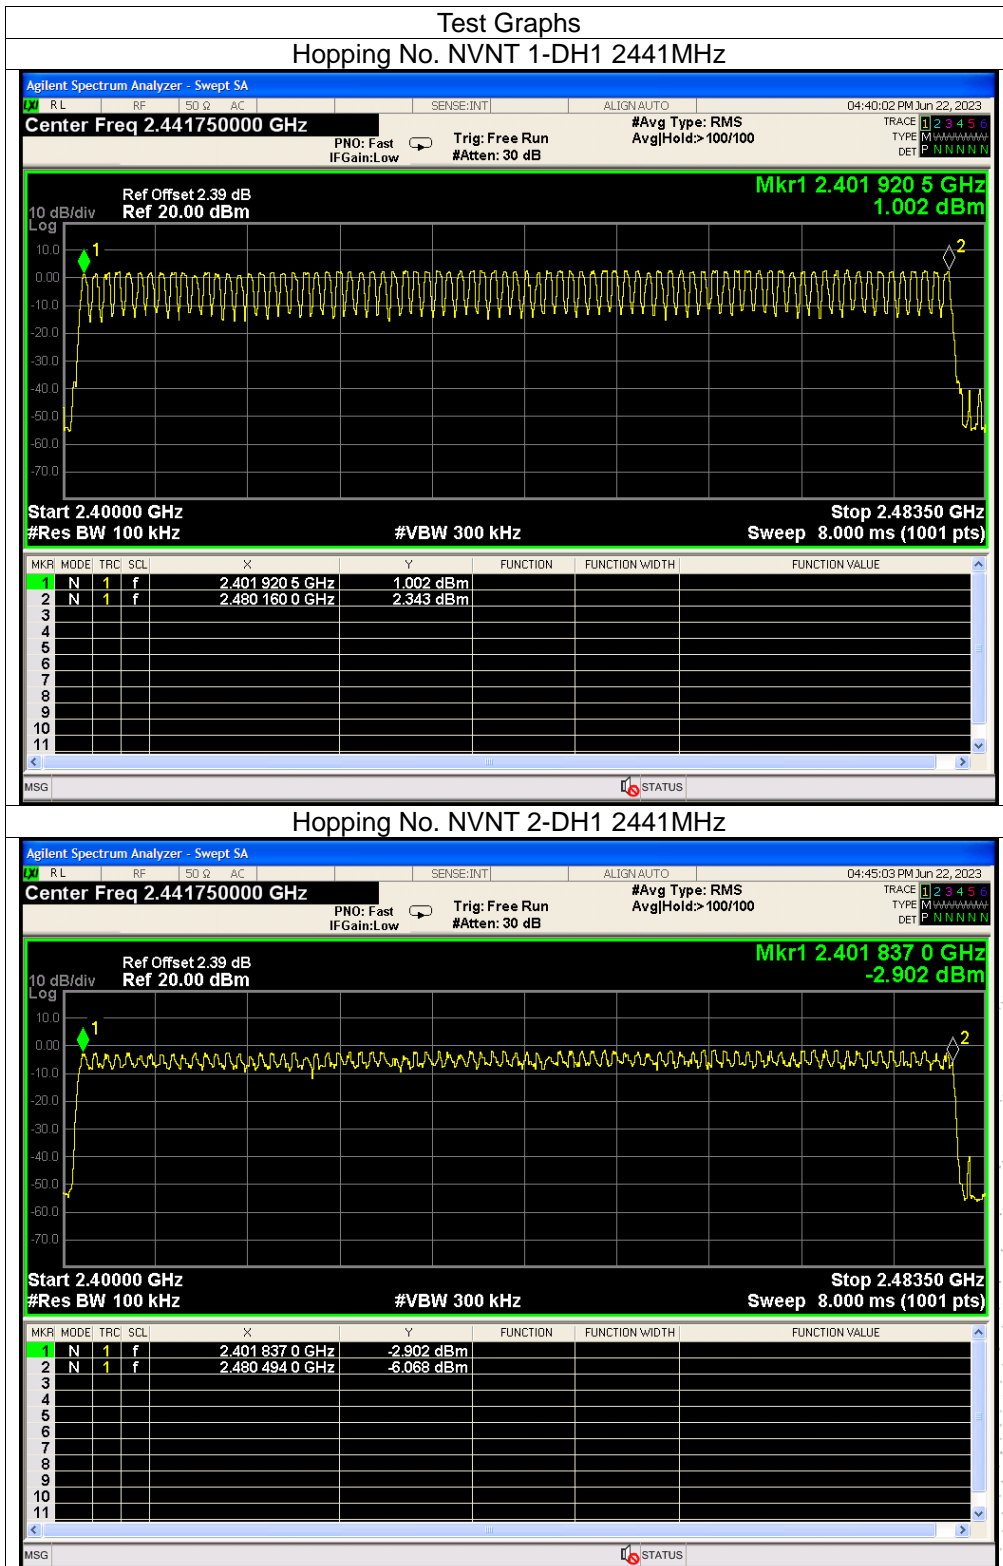 Test Graphs
Hopping No. NVNT 1-DH1 2441MHz
Agilent Spectrum Analyzer - Swept SA
LXI RL RF 50 Ω AC SENSE:INT ALIGN AUTO 04:40:02 PM Jun 22, 2023
Center Freq 2.441750000 GHz #Avg Type: RMS TRACE 1 2 3 4 5 6
PNO: Fast Trig: Free Run Avg|Hold:>100/100 TYPE M
IFGain:Low #Atten: 30 dB DET P N N N N N
Mkr1 2.401 920 5 GHz
Ref Offset 2.39 dB
10 dB/div Ref 20.00 dBm 1.002 dBm
Log
10.0
1 2
0.00
-10.0
-20.0
-30.0
-40.0
-50.0
-60.0
-70.0
Start 2.40000 GHz Stop 2.48350 GHz
#Res BW 100 kHz #VBW 300 kHz Sweep 8.000 ms (1001 pts)
MKR MODE TRC SCL X Y FUNCTION FUNCTION WIDTH FUNCTION VALUE
1 N 1 f 2.401 920 5 GHz 1.002 dBm
2 N 1 f 2.480 160 0 GHz 2.343 dBm
3
4
5
6
7
8
9
10
11
MSG STATUS
Hopping No. NVNT 2-DH1 2441MHz
Agilent Spectrum Analyzer - Swept SA
LXI RL RF 50 Ω AC SENSE:INT ALIGN AUTO 04:45:03 PM Jun 22, 2023
Center Freq 2.441750000 GHz #Avg Type: RMS TRACE 1 2 3 4 5 6
PNO: Fast Trig: Free Run Avg|Hold:>100/100 TYPE M
IFGain:Low #Atten: 30 dB DET P N N N N N
Mkr1 2.401 837 0 GHz
Ref Offset 2.39 dB
10 dB/div Ref 20.00 dBm -2.902 dBm
Log
10.0
1 2
0.00
-10.0
-20.0
-30.0
-40.0
-50.0
-60.0
-70.0
Start 2.40000 GHz Stop 2.48350 GHz
#Res BW 100 kHz #VBW 300 kHz Sweep 8.000 ms (1001 pts)
MKR MODE TRC SCL X Y FUNCTION FUNCTION WIDTH FUNCTION VALUE
1 N 1 f 2.401 837 0 GHz -2.902 dBm
2 N 1 f 2.480 494 0 GHz -6.068 dBm
3
4
5
6
7
8
9
10
11
MSG STATUS